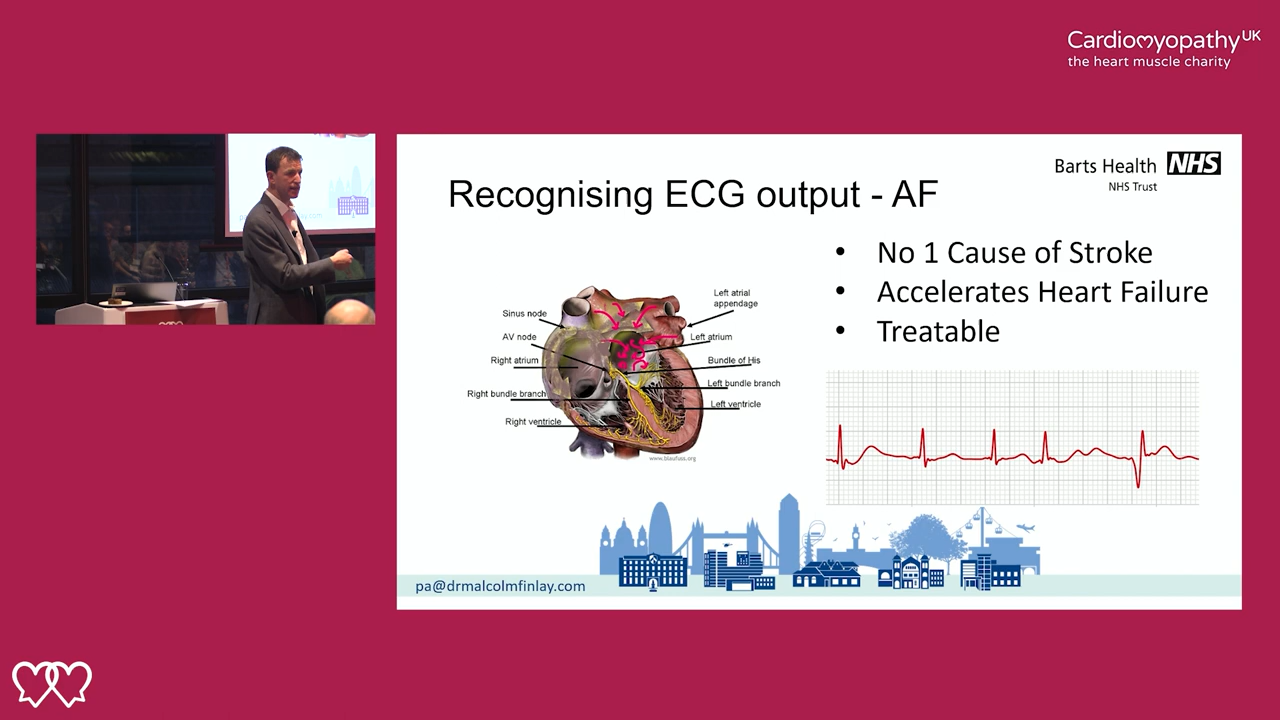 Cardiomyopathy UK
the heart muscle charity
Barts Health NHS
NHS Trust
Recognising ECG output - AF
• No 1 Cause of Stroke
• Accelerates Heart Failure
• Treatable
Left atrial
appendage
Sinus node
AV node
Left atrium
Right atrium
Bundle of His
Left bundle branch
Right bundle branch
Left ventricle
Right ventricle
www.blaufuss.org
pa@drmalcolmfinlay.com